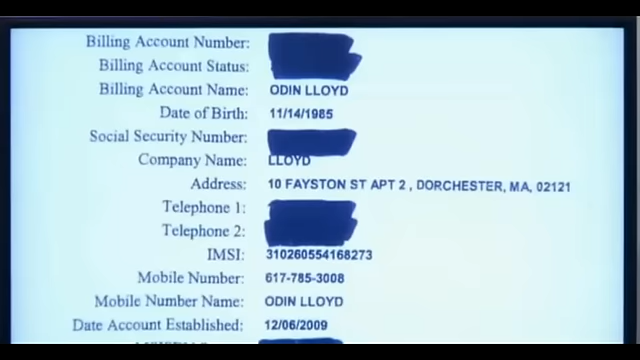 Billing Account Number:
Billing Account Status:
Billing Account Name: ODIN LLOYD
Date of Birth: 11/14/1985
Social Security Number:
Company Name: LLOYD
Address: 10 FAYSTON ST APT 2 , DORCHESTER, MA, 02121
Telephone 1:
Telephone 2:
IMSI: 310260554168273
Mobile Number: 617-785-3008
Mobile Number Name: ODIN LLOYD
Date Account Established: 12/06/2009